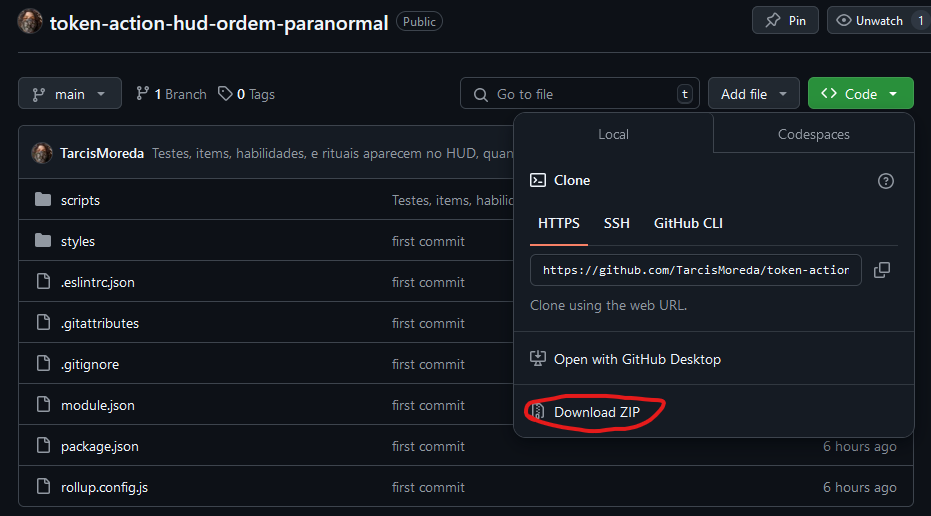 token-action-hud-ordem-paranormal Public Pin Unwatch 1
main 1 Branch 0 Tags Go to file t Add file Code
Local Codespaces
TarcisMoreda Testes, items, habilidades, e rituais aparecem no HUD, quan
Clone
scripts Testes, items, habilid
HTTPS SSH GitHub CLI
styles first commit
https://github.com/TarcisMoreda/token-action
.eslintrc.json first commit
Clone using the web URL.
.gitattributes first commit
.gitignore first commit
Open with GitHub Desktop
module.json first commit
Download ZIP
package.json first commit 6 hours ago
rollup.config.js first commit 6 hours ago